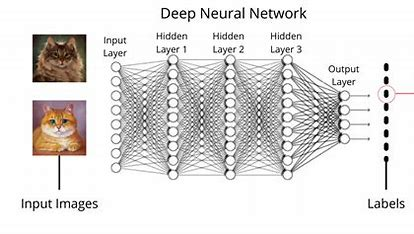 Deep Neural Network
Input
Layer
Hidden
Layer 1
Hidden
Layer 2
Hidden
Layer 3
Output
Layer
Input Images
Labels